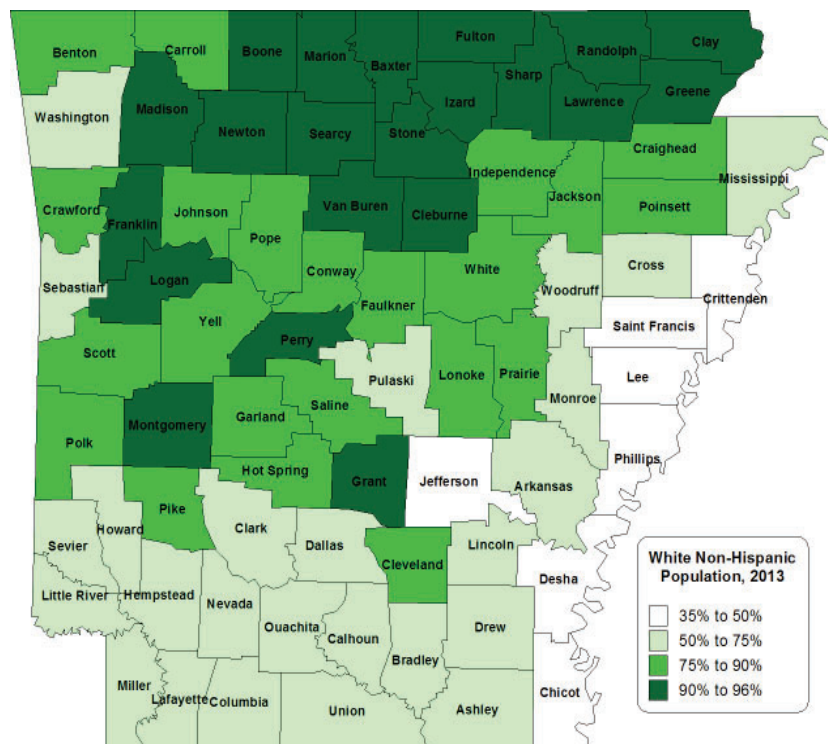 Benton
Carroll
Boone
Marion
Baxter
Fulton
Randolph
Clay
Sharp
Izard
Lawrence
Greene
Washington
Madison
Newton
Searcy
Stone
Independence
Craighead
Mississippi
Jackson
Poinsett
Crawford
Franklin
Johnson
Pope
Van Buren
Cleburne
Logan
Conway
White
Cross
Sebastian
Woodruff
Crittenden
Faulkner
Yell
Saint Francis
Perry
Scott
Pulaski
Lonoke
Prairie
Lee
Monroe
Saline
Garland
Montgomery
Polk
Phillips
Hot Spring
Grant
Jefferson
Arkansas
Pike
Clark
Howard
Sevier
Dallas
Lincoln
Cleveland
Desha
Little River
Hempstead
Nevada
Ouachita
Calhoun
Drew
Bradley
Miller
Lafayette
Columbia
Union
Ashley
Chicot
White Non-Hispanic
Population, 2013
35% to 50%
50% to 75%
75% to 90%
90% to 96%